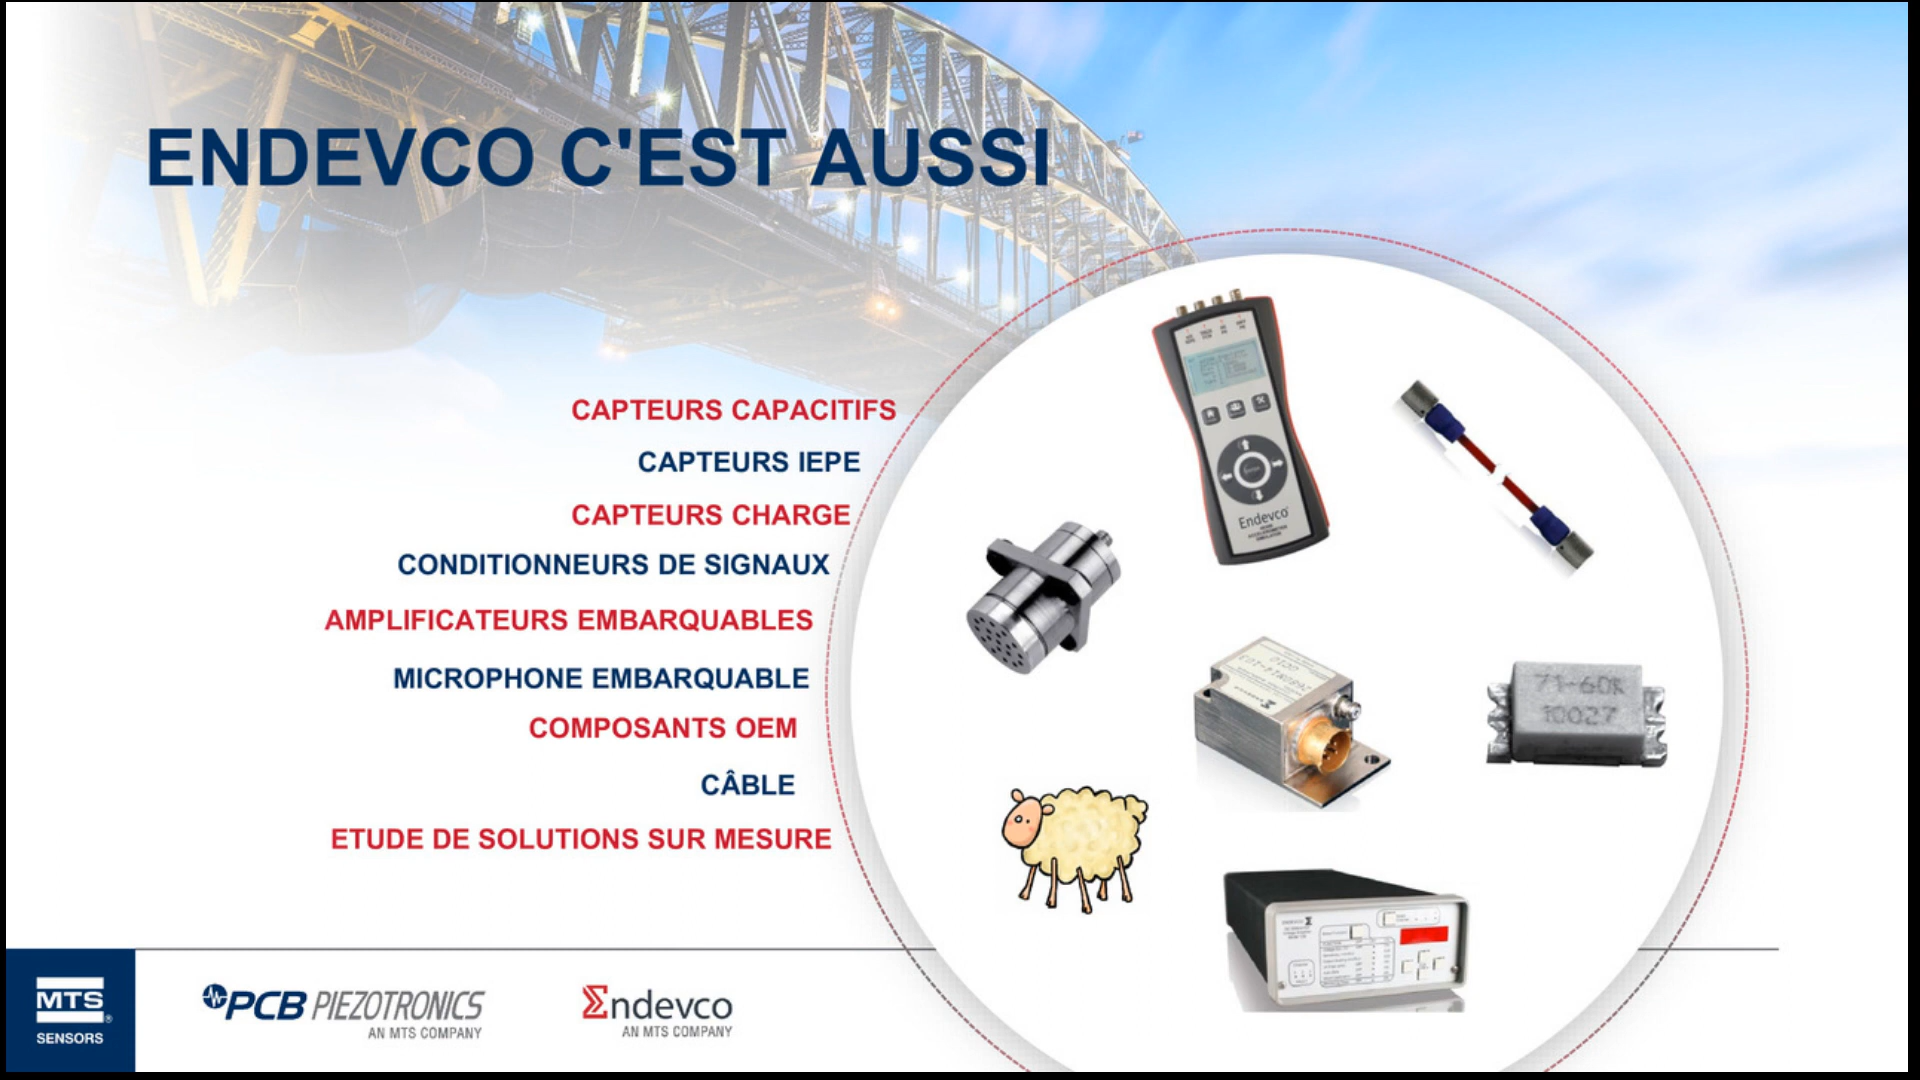 ENDEVCO C'EST AUSSI
CAPTEURS CAPACITIFS
CAPTEURS IEPE
CAPTEURS CHARGE
CONDITIONNEURS DE SIGNAUX
AMPLIFICATEURS EMBARQUABLES
MICROPHONE EMBARQUABLE
COMPOSANTS OEM
CÂBLE
ETUDE DE SOLUTIONS SUR MESURE
Endevco
71-60K
10027
MTS
SENSORS
PCB PIEZOTRONICS
AN MTS COMPANY
Endevco
AN MTS COMPANY